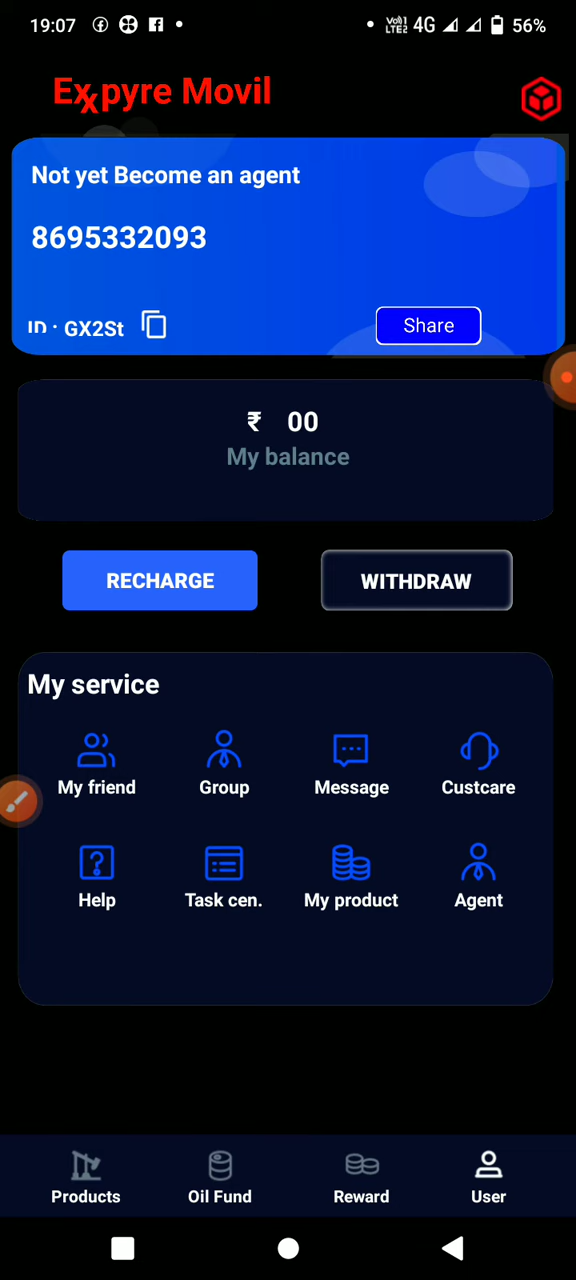 19:07 4G 56%
Exxpyre Movil
Not yet Become an agent
8695332093
ID : GX2St
Share
₹ 00
My balance
RECHARGE WITHDRAW
My service
My friend Group Message Custcare
Help Task cen. My product Agent
Products Oil Fund Reward User